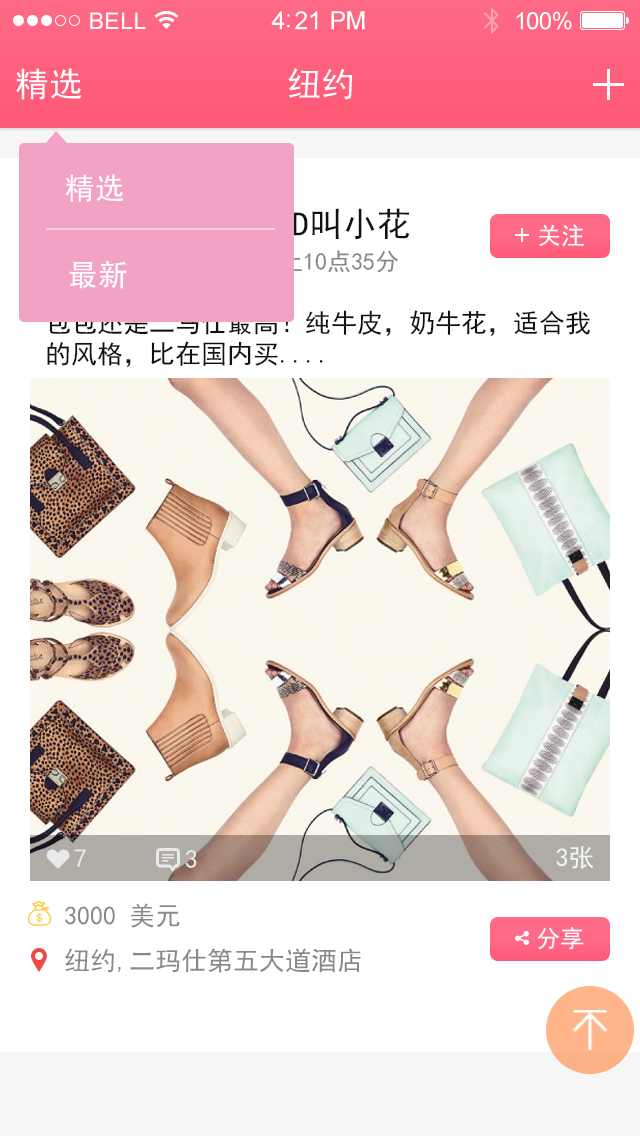 BELL 4:21 PM 100%
精选 纽约
精选
最新
D叫小花
关注
上10点35分
包包还是二马仕最高！纯牛皮，奶牛花，适合我
的风格，比在国内买....
7 3 3张
3000 美元
分享
纽约,二玛仕第五大道酒店